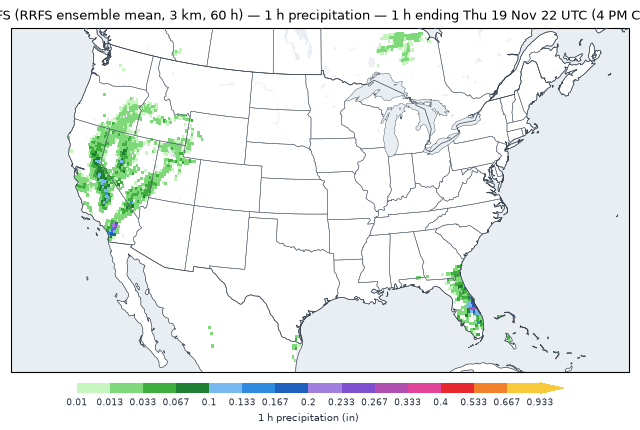 (RRFS ensemble mean, 3 km, 60 h) — 1 h precipitation — 1 h ending Thu 19 Nov 22 UTC (4 PM
0.01 0.013 0.033 0.067 0.1 0.133 0.167 0.2 0.233 0.267 0.333 0.4 0.533 0.667 0.933
1 h precipitation (in)